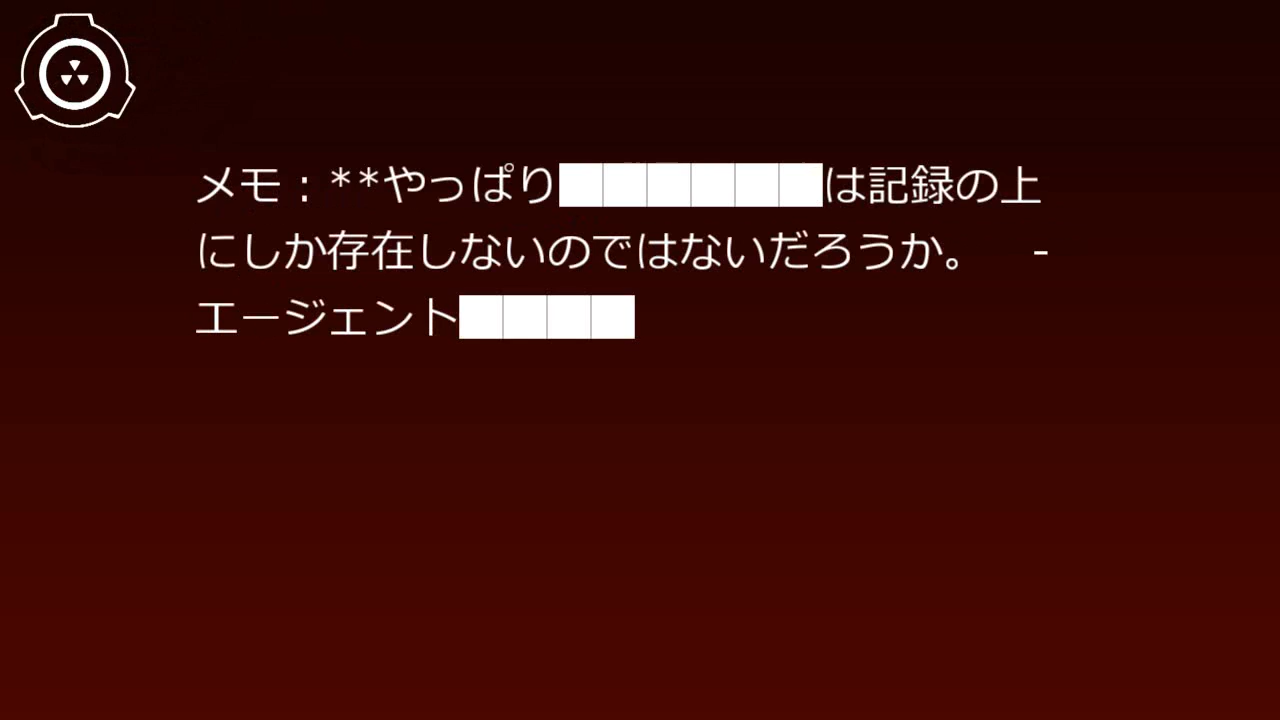 メモ：**やっぱり██████は記録の上
にしか存在しないのではないだろうか。　-
エージェント████